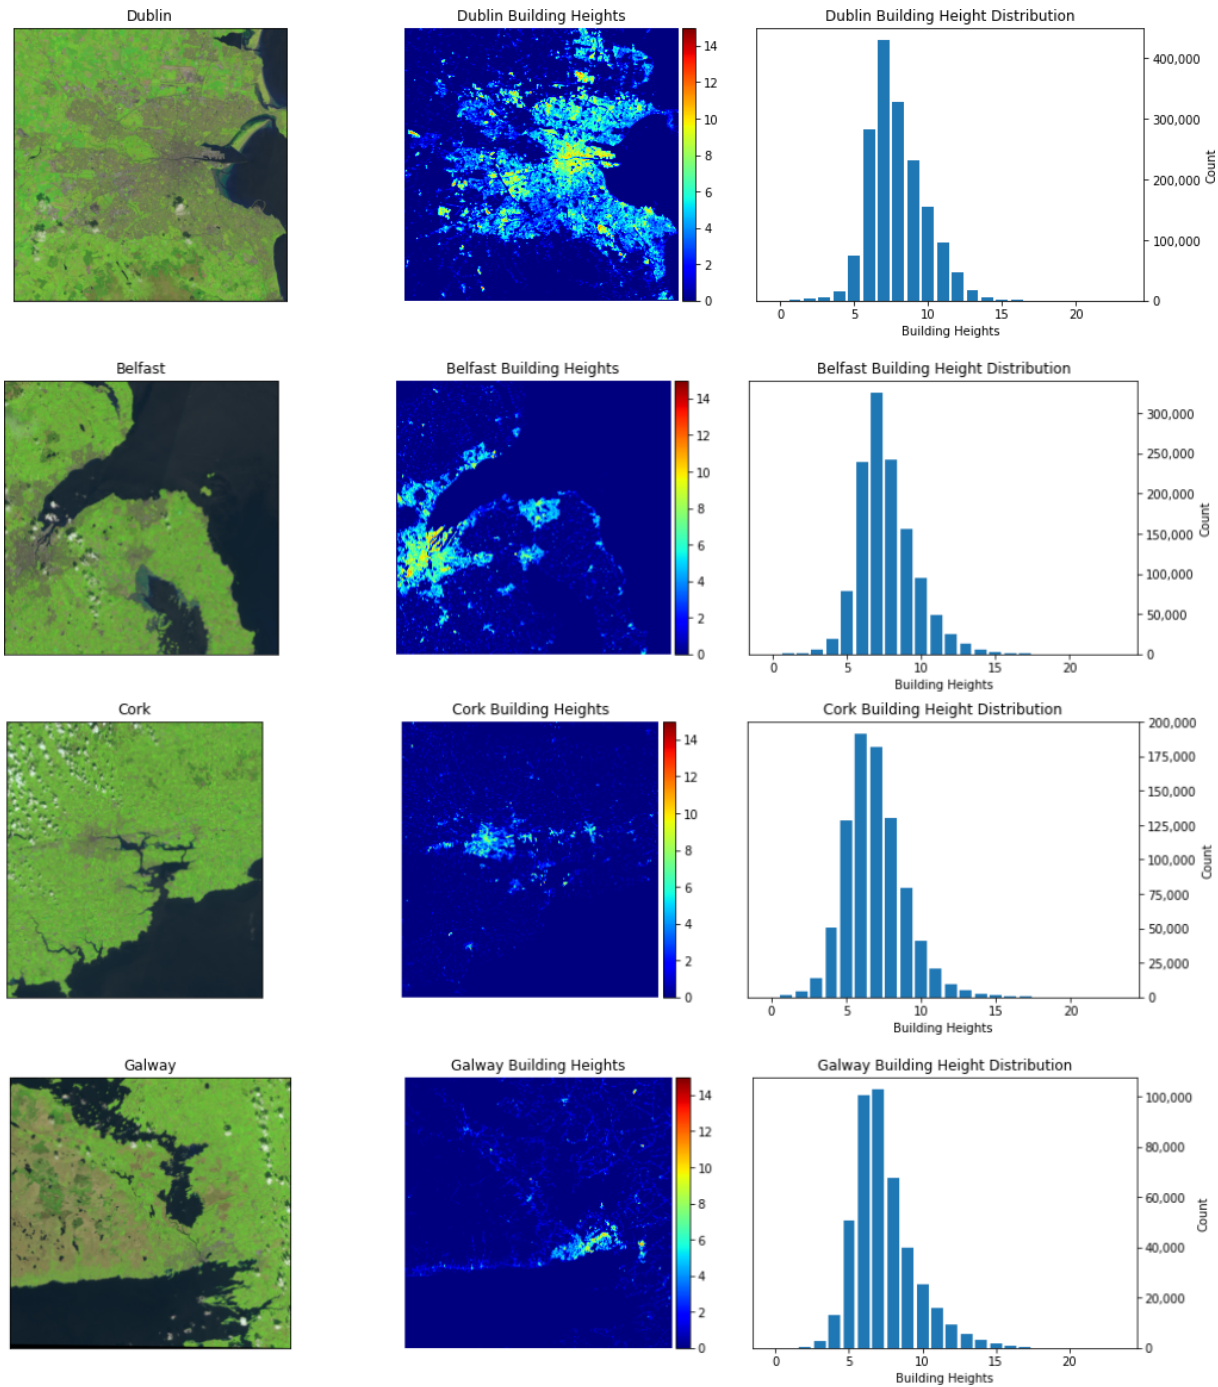 Dublin
Dublin Building Heights
14
12
10
8
6
4
2
0
Dublin Building Height Distribution
400,000
300,000
200,000
100,000
0
Count
0 5 10 15 20
Building Heights
Belfast
Belfast Building Heights
14
12
10
8
6
4
2
0
Belfast Building Height Distribution
300,000
250,000
200,000
150,000
100,000
50,000
0
Count
0 5 10 15 20
Building Heights
Cork
Cork Building Heights
14
12
10
8
6
4
2
0
Cork Building Height Distribution
200,000
175,000
150,000
125,000
100,000
75,000
50,000
25,000
0
Count
0 5 10 15 20
Building Heights
Galway
Galway Building Heights
14
12
10
8
6
4
2
0
Galway Building Height Distribution
100,000
80,000
60,000
40,000
20,000
0
Count
0 5 10 15 20
Building Heights